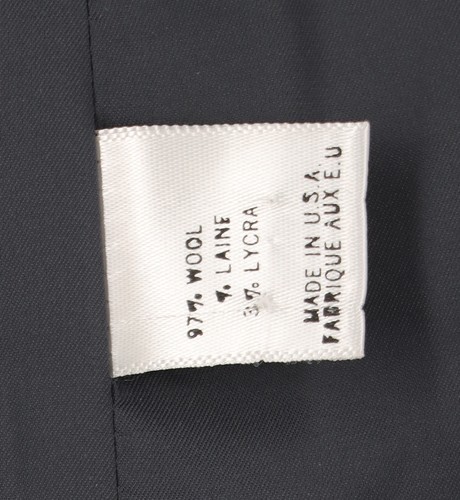 97% WOOL
% LAINE
3% LYCRA
MADE IN U.S.A.
FABRIQUE AUX E.U